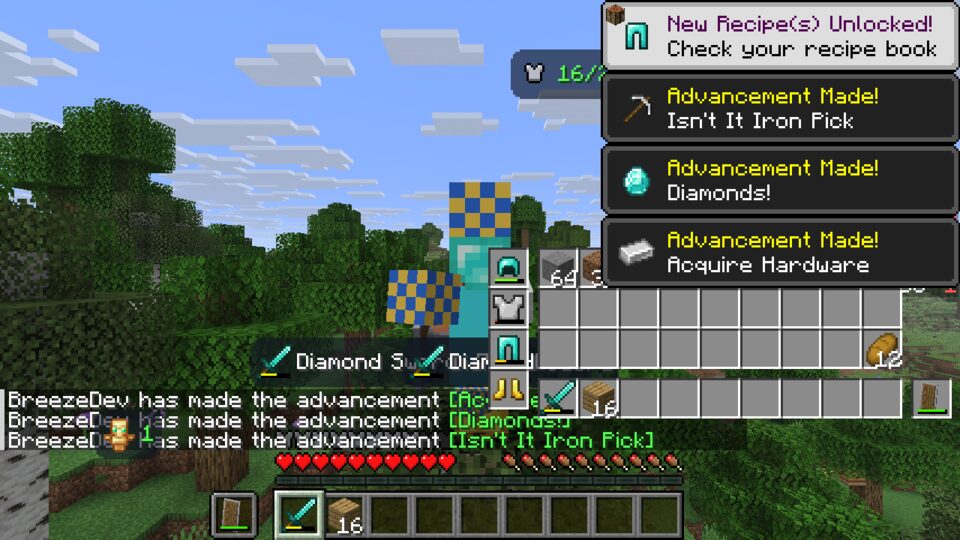 New Recipe(s) Unlocked!
Check your recipe book
16/
Advancement Made!
Isn't It Iron Pick
Advancement Made!
Diamonds!
Advancement Made!
Acquire Hardware
64
12
Diamond
BreezeDev has made the advancement
BreezeDev has made the advancement [Diamonds!]
BreezeDev has made the advancement [Isn't It Iron Pick]
16
1
16